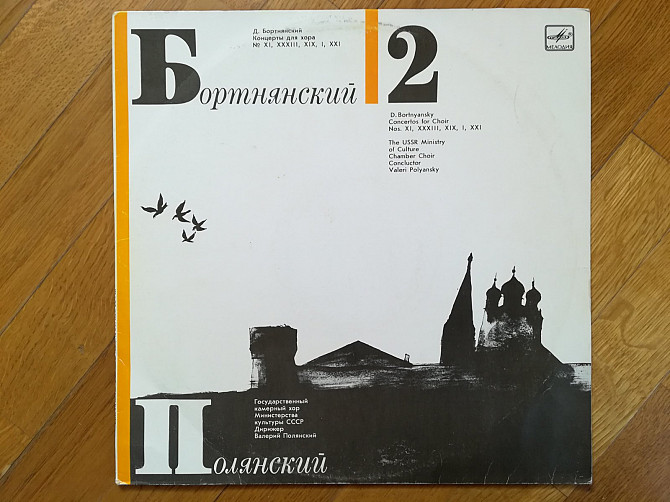 Д. Бортнянский
Концерты для хора
№ XI, XXXIII, XIX, I, XXI
Бортнянский 2
МЕЛОДИЯ
D. Bortnyansky
Concertos for Choir
Nos. XI, XXXIII, XIX, I, XXI
The USSR Ministry
of Culture
Chamber Choir
Conductor
Valeri Polyansky
Государственный
камерный хор
Министерства
культуры СССР
Дирижер
Валерий Полянский
Полянский